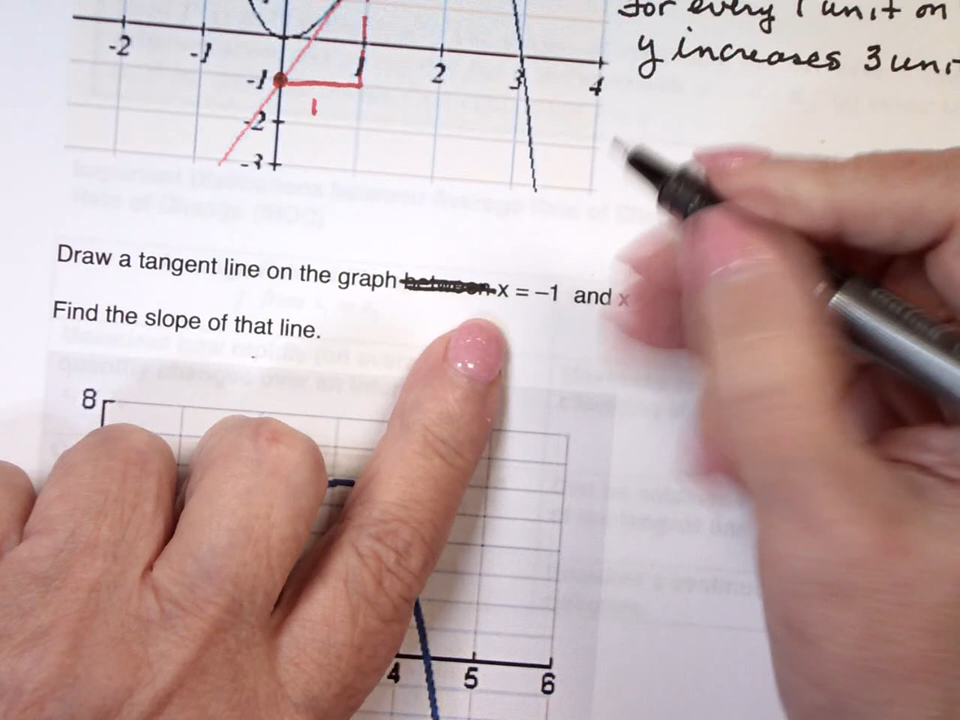 for every 1 unit on
y increases 3 uni
-2 -1 1 2 3 4
-1
1
-2
-3
Draw a tangent line on the graph between x = –1 and x
Find the slope of that line.
8
4 5 6